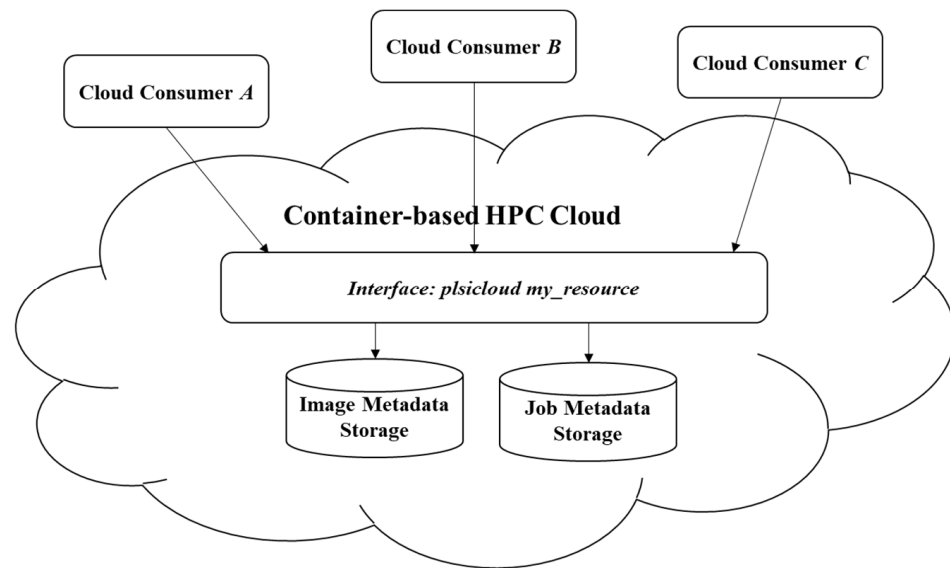 Cloud Consumer A
Cloud Consumer B
Cloud Consumer C
Container-based HPC Cloud
Interface: plsicloud my_resource
Image Metadata
Storage
Job Metadata
Storage